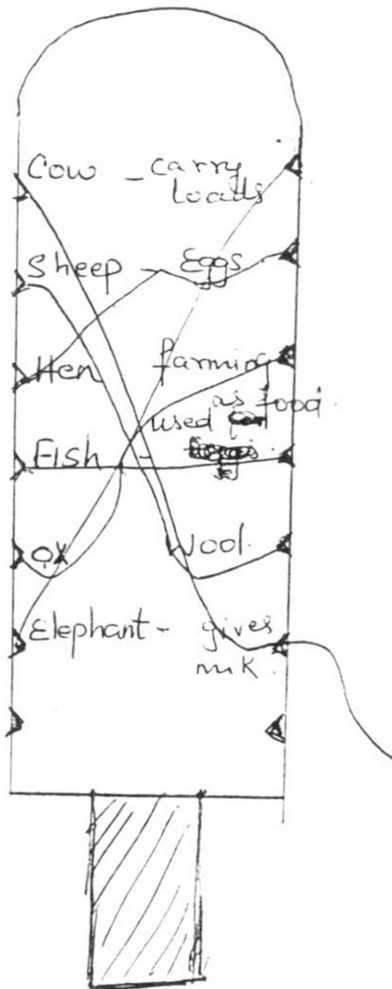 Cow - carry
loads
Sheep - Eggs
Hen farming
as food
Fish - used
ox wool
Elephant - gives
milk.